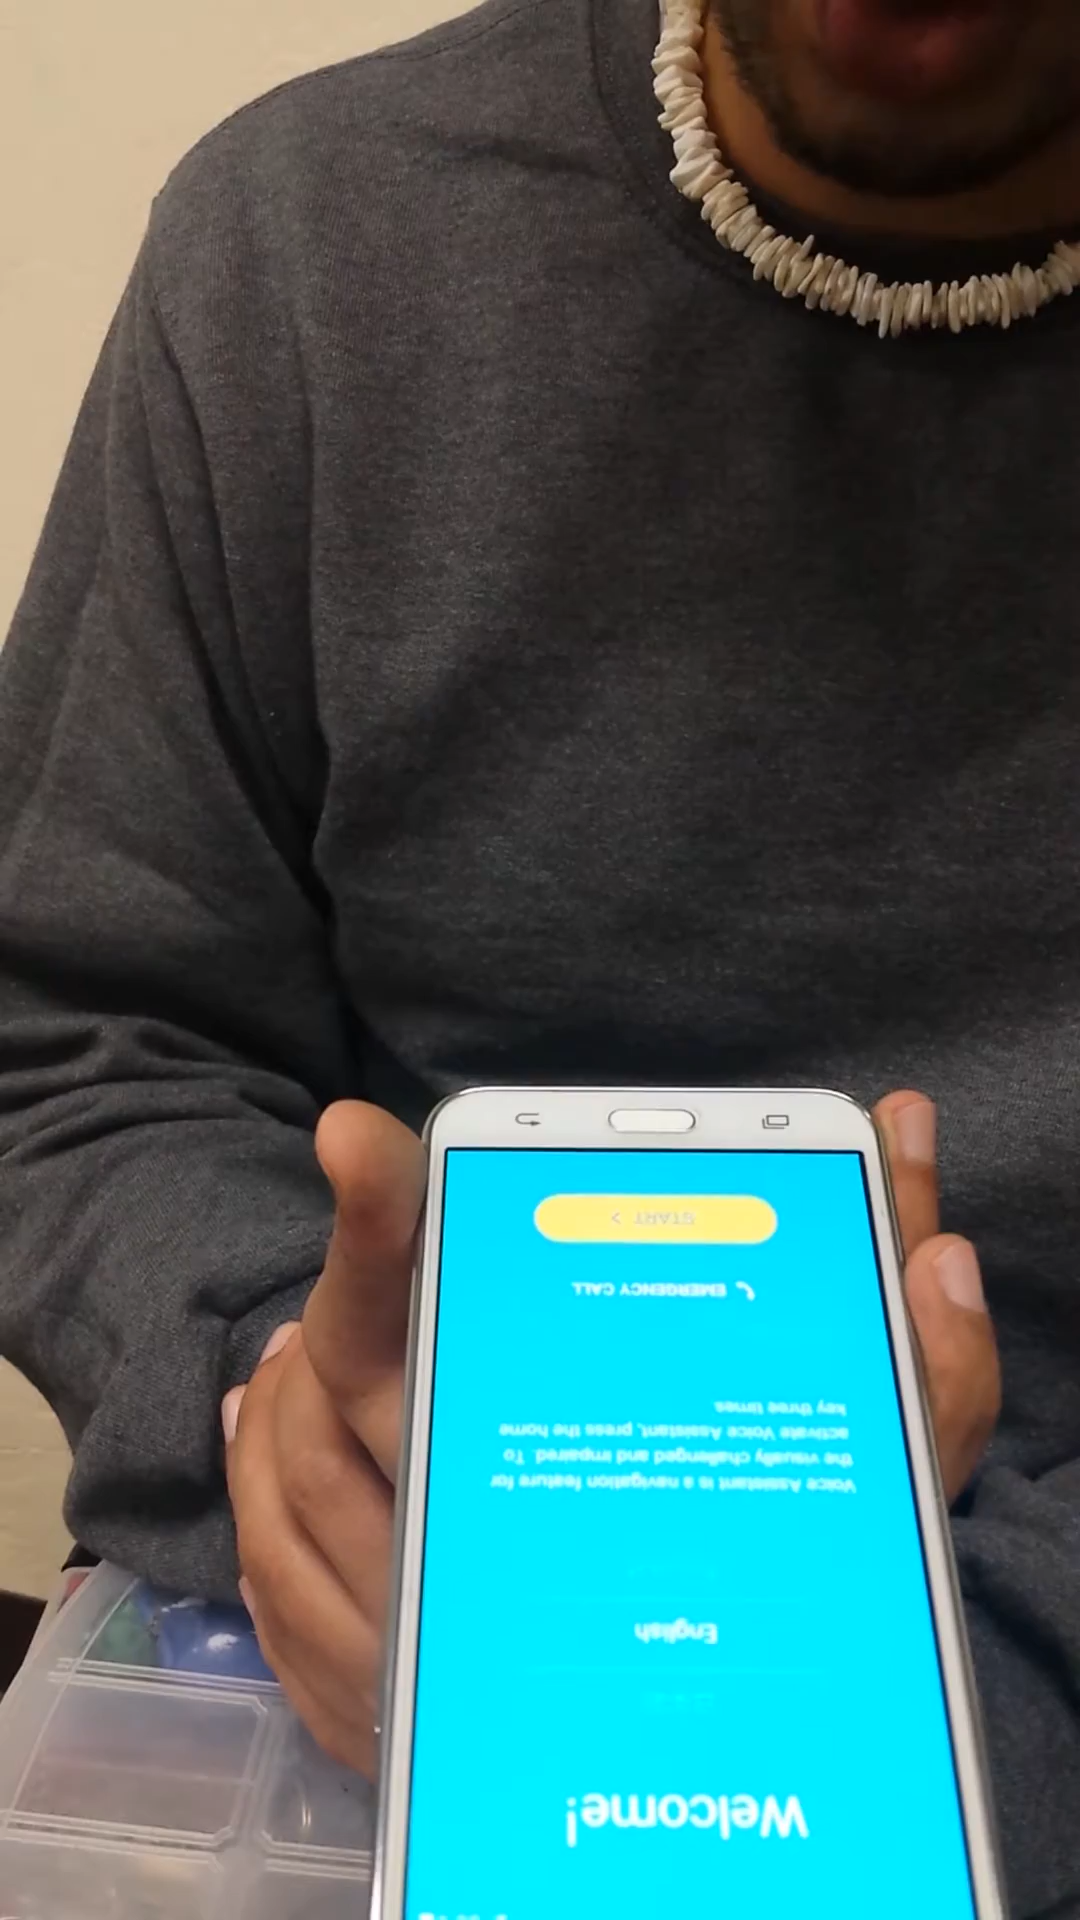 Welcome!
English
Voice Assistant is a navigation feature for
the visually challenged and impaired. To
activate Voice Assistant, press the home
key three times.
EMERGENCY CALL
START >